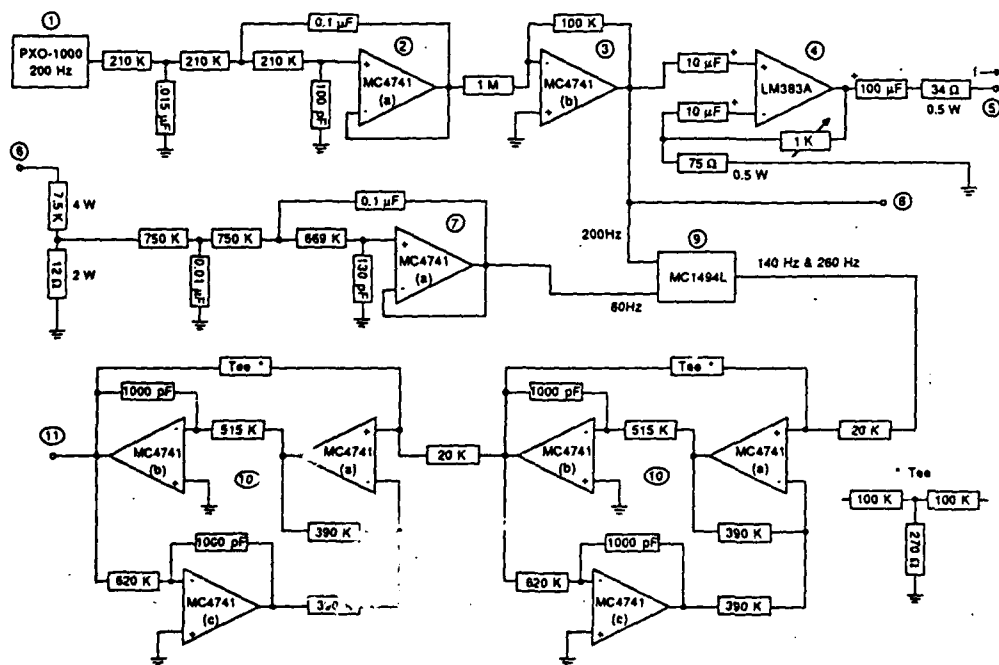 ①
PXO-1000
200 Hz
210 K
.015 µF
210 K
210 K
0.1 µF
100 pF
②
MC4741
(a)
+
-
1 M
100 K
③
MC4741
(b)
-
+
10 µF
10 µF
+
+
④
LM383A
+
-
1 K
75 Ω
0.5 W
+
100 µF
34 Ω
0.5 W
f
⑤
⑥
7.5 K
4 W
12 Ω
2 W
750 K
0.01 µF
750 K
669 K
0.1 µF
130 pF
⑦
MC4741
(a)
+
-
⑧
200Hz
60Hz
⑨
MC1494L
140 Hz & 260 Hz
Tee *
1000 pF
⑪
MC4741
(b)
-
+
515 K
⑩
MC4741
(a)
+
-
390 K
620 K
1000 pF
MC4741
(c)
-
+
20 K
Tee *
1000 pF
MC4741
(b)
-
+
515 K
⑩
MC4741
(a)
+
-
20 K
390 K
620 K
1000 pF
MC4741
(c)
-
+
390 K
* Tee
100 K
100 K
270 Ω